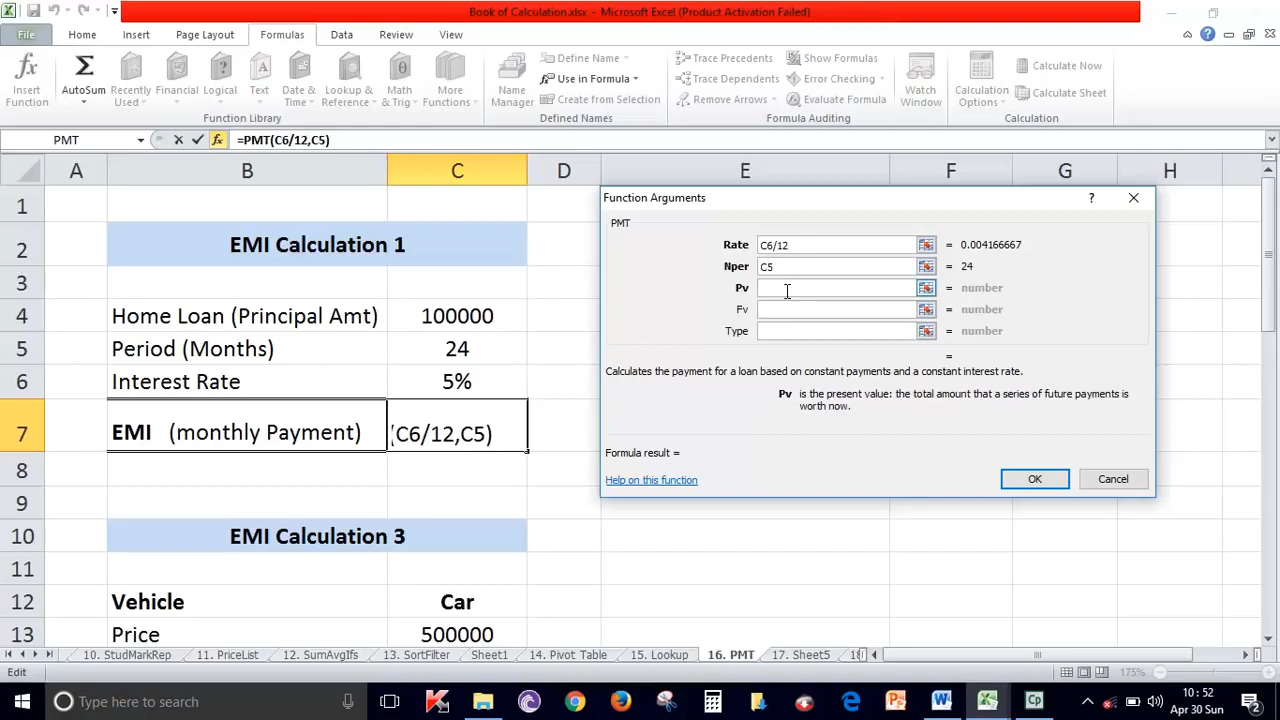 Book of Calculation.xlsx - Microsoft Excel (Product Activation Failed)
File Home Insert Page Layout Formulas Data Review View
Insert Function
AutoSum
Recently Used
Financial
Logical
Text
Date & Time
Lookup & Reference
Math & Trig
More Functions
Function Library
Name Manager
Define Name
Use in Formula
Create from Selection
Defined Names
Trace Precedents
Trace Dependents
Remove Arrows
Show Formulas
Error Checking
Evaluate Formula
Formula Auditing
Watch Window
Calculation Options
Calculate Now
Calculate Sheet
Calculation
PMT fx =PMT(C6/12,C5)
A B C D E F G H
1
2 EMI Calculation 1
3
4 Home Loan (Principal Amt) 100000
5 Period (Months) 24
6 Interest Rate 5%
7 EMI (monthly Payment) (C6/12,C5)
8
9
10 EMI Calculation 3
11
12 Vehicle Car
13 Price 500000
Function Arguments
PMT
Rate C6/12 = 0.004166667
Nper C5 = 24
Pv = number
Fv = number
Type = number
=
Calculates the payment for a loan based on constant payments and a constant interest rate.
Pv is the present value: the total amount that a series of future payments is
worth now.
Formula result =
Help on this function
OK Cancel
10. StudMarkRep 11. PriceList 12. SumAvgIfs 13. SortFilter Sheet1 14. Pivot Table 15. Lookup 16. PMT 17. Sheet5 18
Edit 175%
Type here to search
10:52
Apr 30 Sun